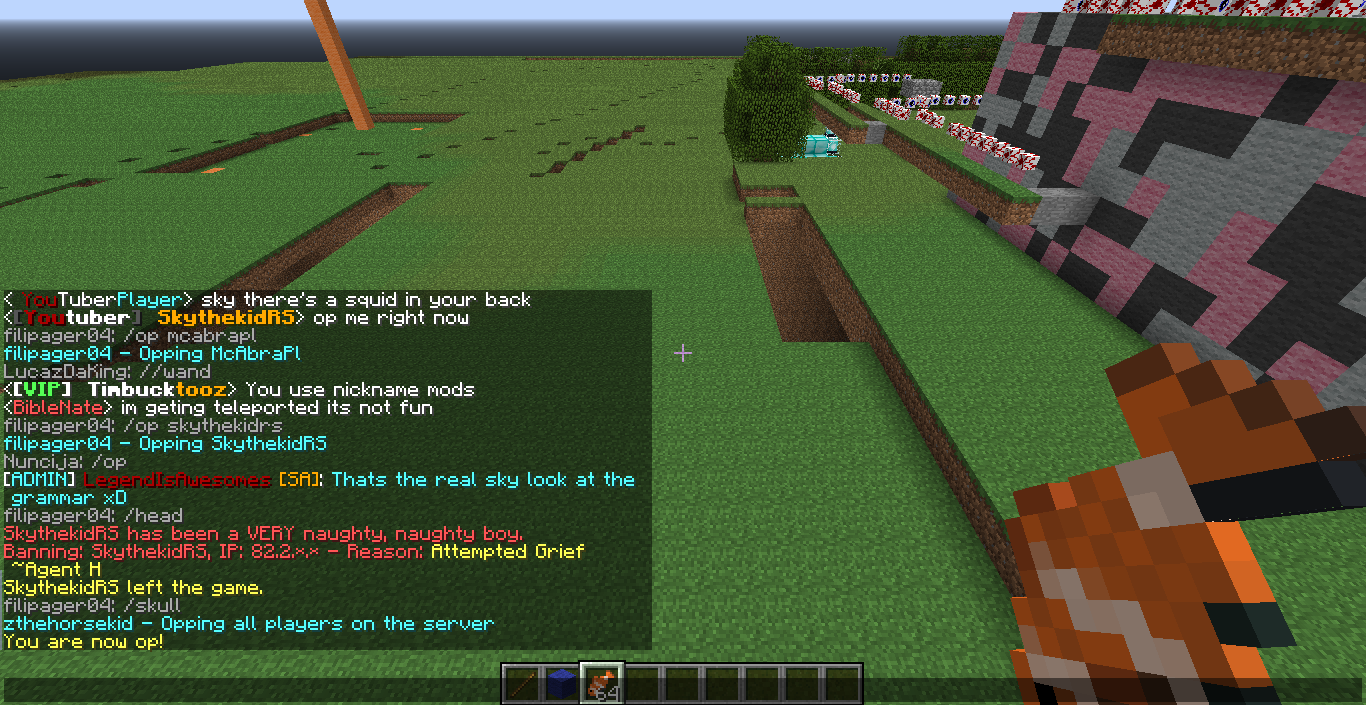 < YouTuberPlayer> sky there's a squid in your back
<[Youtuber] SkythekidRS> op me right now
filipager04: /op mcabrapl
filipager04 - Opping McAbraPl
LucazDaKing: //wand
<[VIP] Timbucktooz> You use nickname mods
<BibleNate> im geting teleported its not fun
filipager04: /op skythekidrs
filipager04 - Opping SkythekidRS
Nuncija: /op
[ADMIN] LegendIsAwesomes [SA]: Thats the real sky look at the
grammar xD
filipager04: /head
SkythekidRS has been a VERY naughty, naughty boy.
Banning: SkythekidRS, IP: 82.2.*.* - Reason: Attempted Grief
~Agent H
SkythekidRS left the game.
filipager04: /skull
zthehorsekid - Opping all players on the server
You are now op!
64